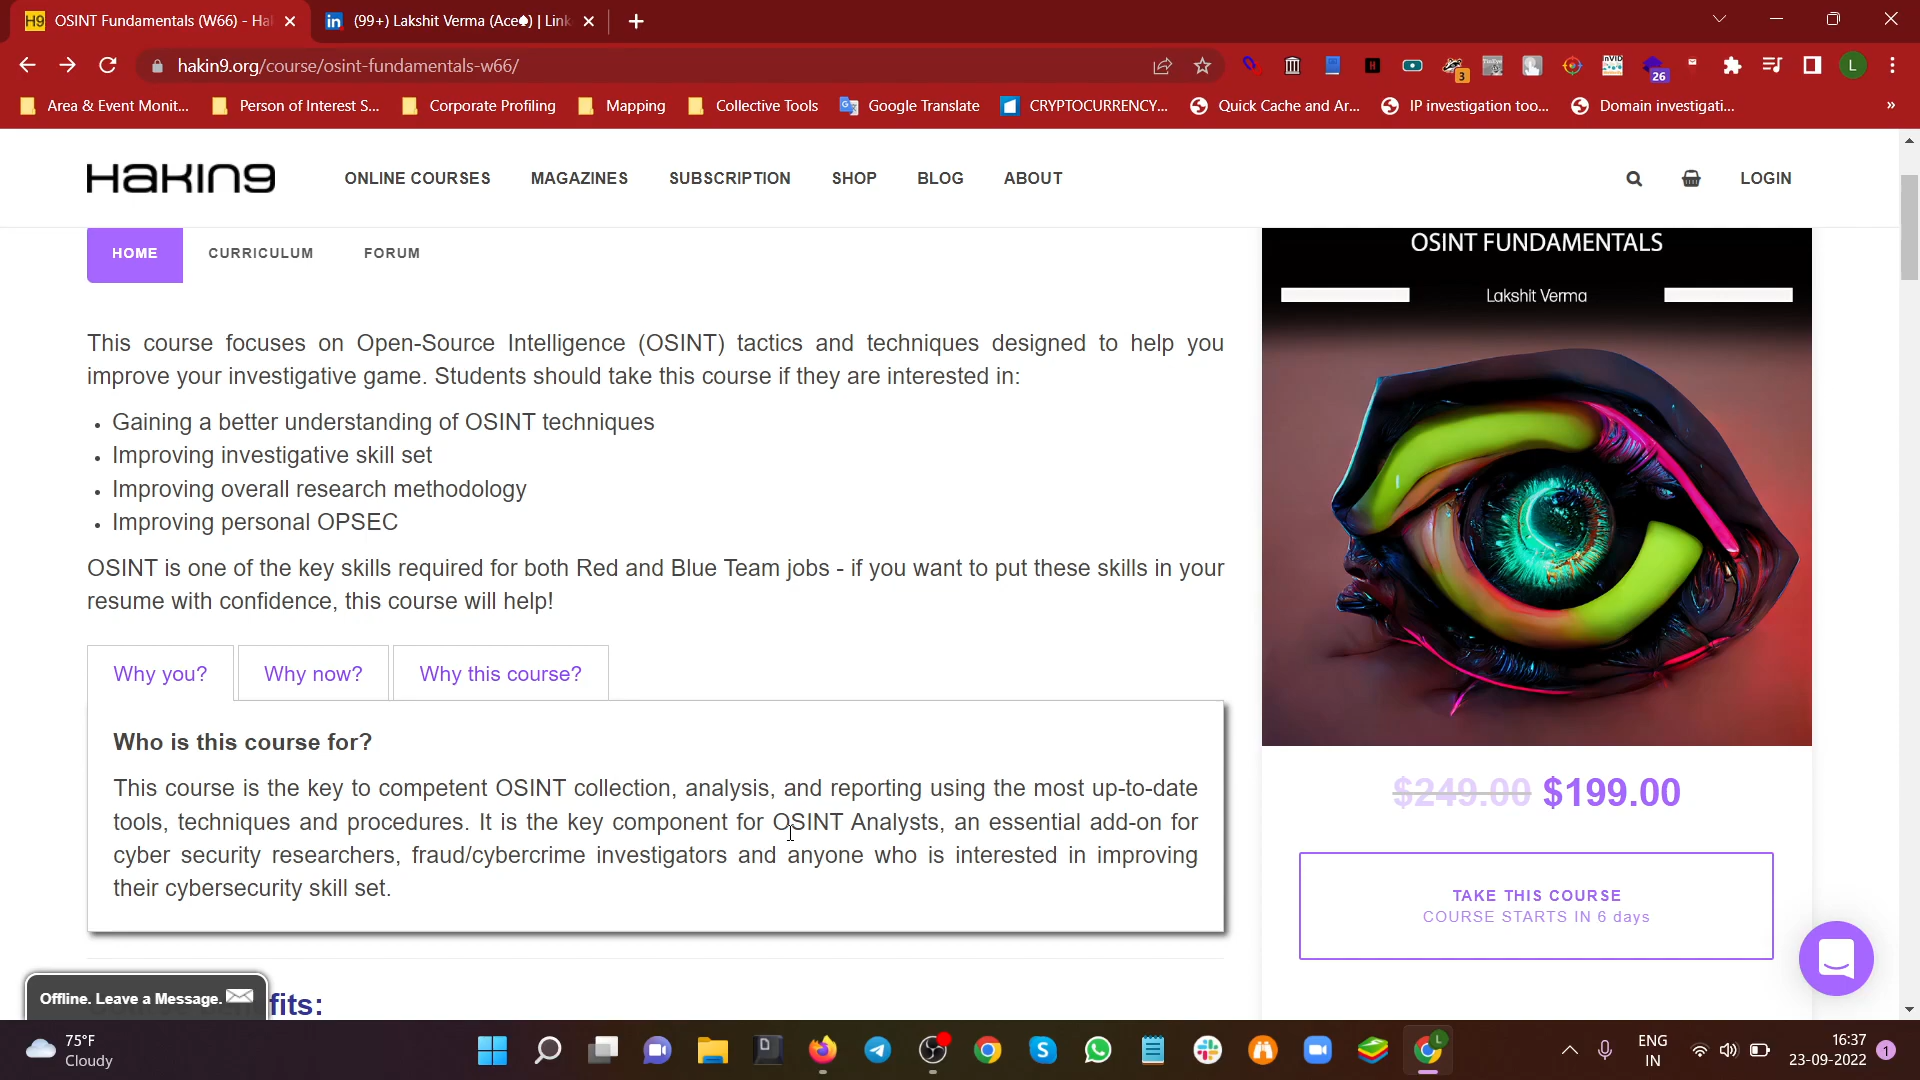 OSINT Fundamentals (W66) - Ha
(99+) Lakshit Verma (Ace♠) | Link
hakin9.org/course/osint-fundamentals-w66/
3
26
L
Area & Event Monit...
Person of Interest S...
Corporate Profiling
Mapping
Collective Tools
Google Translate
CRYPTOCURRENCY...
Quick Cache and Ar...
IP investigation too...
Domain investigati...
»
HAKIN9
ONLINE COURSES
MAGAZINES
SUBSCRIPTION
SHOP
BLOG
ABOUT
LOGIN
HOME
CURRICULUM
FORUM
OSINT FUNDAMENTALS
Lakshit Verma
This course focuses on Open-Source Intelligence (OSINT) tactics and techniques designed to help you
improve your investigative game. Students should take this course if they are interested in:
• Gaining a better understanding of OSINT techniques
• Improving investigative skill set
• Improving overall research methodology
• Improving personal OPSEC
OSINT is one of the key skills required for both Red and Blue Team jobs - if you want to put these skills in your
resume with confidence, this course will help!
Why you?
Why now?
Why this course?
Who is this course for?
This course is the key to competent OSINT collection, analysis, and reporting using the most up-to-date
tools, techniques and procedures. It is the key component for OSINT Analysts, an essential add-on for
cyber security researchers, fraud/cybercrime investigators and anyone who is interested in improving
their cybersecurity skill set.
$249.00 $199.00
TAKE THIS COURSE
COURSE STARTS IN 6 days
Offline. Leave a Message.
fits:
75°F
Cloudy
ENG
IN
16:37
23-09-2022
1